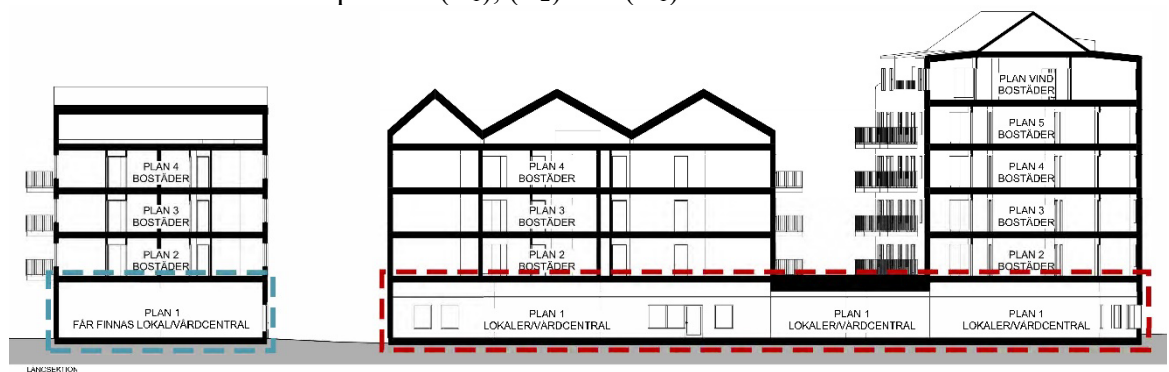 PLAN 4
BOSTÄDER
PLAN 3
BOSTÄDER
PLAN 2
BOSTÄDER
PLAN 1
FÅR FINNAS LOKAL/VÅRDCENTRAL
PLAN 4
BOSTÄDER
PLAN 3
BOSTÄDER
PLAN 2
BOSTÄDER
PLAN 1
LOKALER/VÅRDCENTRAL
PLAN 1
LOKALER/VÅRDCENTRAL
PLAN VIND
BOSTÄDER
PLAN 5
BOSTÄDER
PLAN 4
BOSTÄDER
PLAN 3
BOSTÄDER
PLAN 2
BOSTÄDER
PLAN 1
LOKALER/VÅRDCENTRAL
LÄNGSEKTION